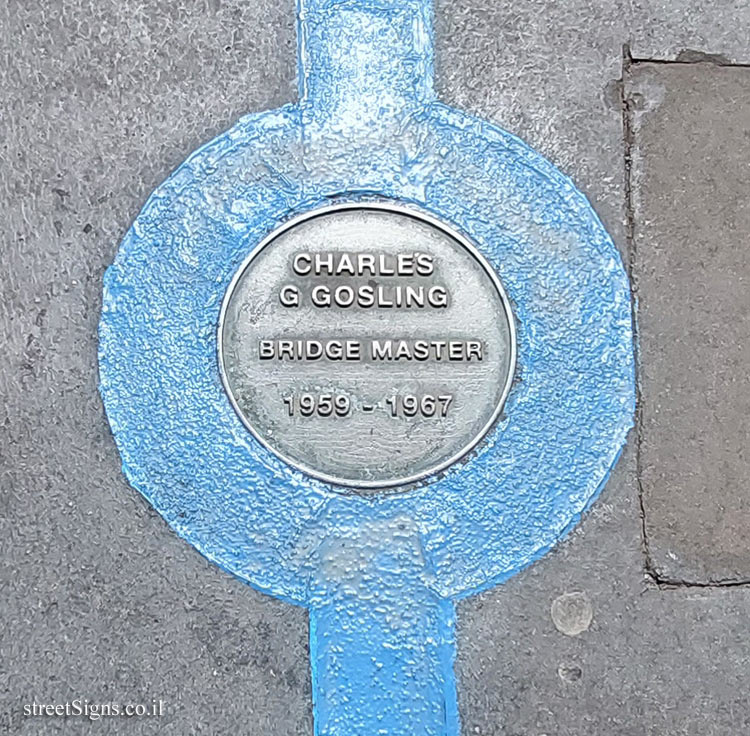 CHARLES
G GOSLING
BRIDGE MASTER
1959 - 1967
streetSigns.co.il